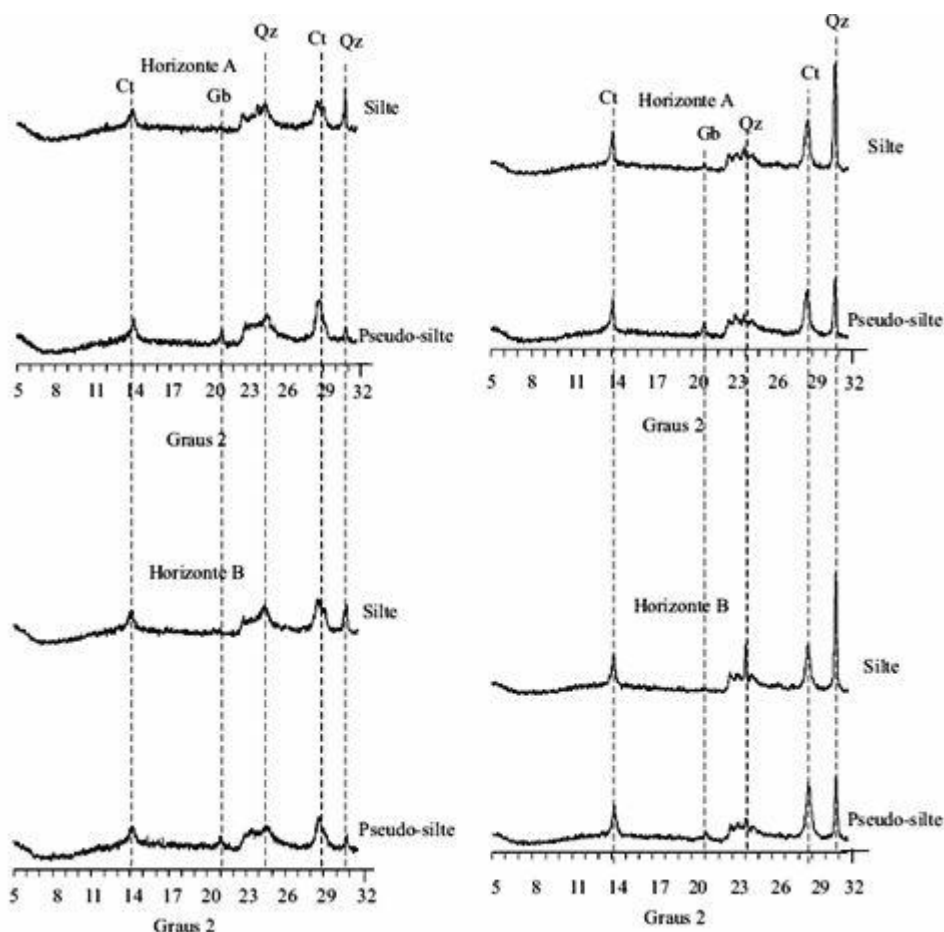 Qz Ct Qz
Horizonte A
Ct Gb
Silte
Pseudo-silte
5 8 11 14 17 20 23 26 29 32
Graus 2
Horizonte B
Silte
Pseudo-silte
5 8 11 14 17 20 23 26 29 32
Graus 2
Qz
Ct
Ct Horizonte A
Gb Qz
Silte
Pseudo-silte
5 8 11 14 17 20 23 26 29 32
Graus 2
Horizonte B
Silte
Pseudo-silte
5 8 11 14 17 20 23 26 29 32
Graus 2